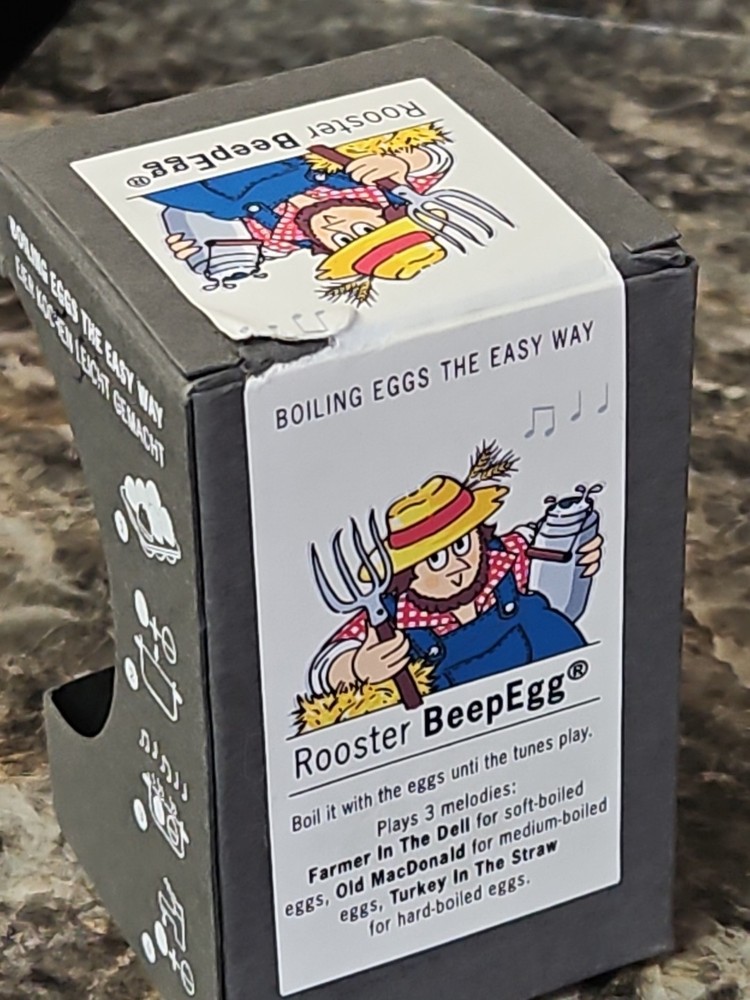 Rooster BeepEgg®
BOILING EGGS THE EASY WAY
EIER KOCHEN LEICHT GEMACHT
BOILING EGGS THE EASY WAY
Rooster BeepEgg®
Boil it with the eggs until the tunes play.
Plays 3 melodies:
Farmer In The Dell for soft-boiled
eggs, Old MacDonald for medium-boiled
eggs, Turkey In The Straw
for hard-boiled eggs.